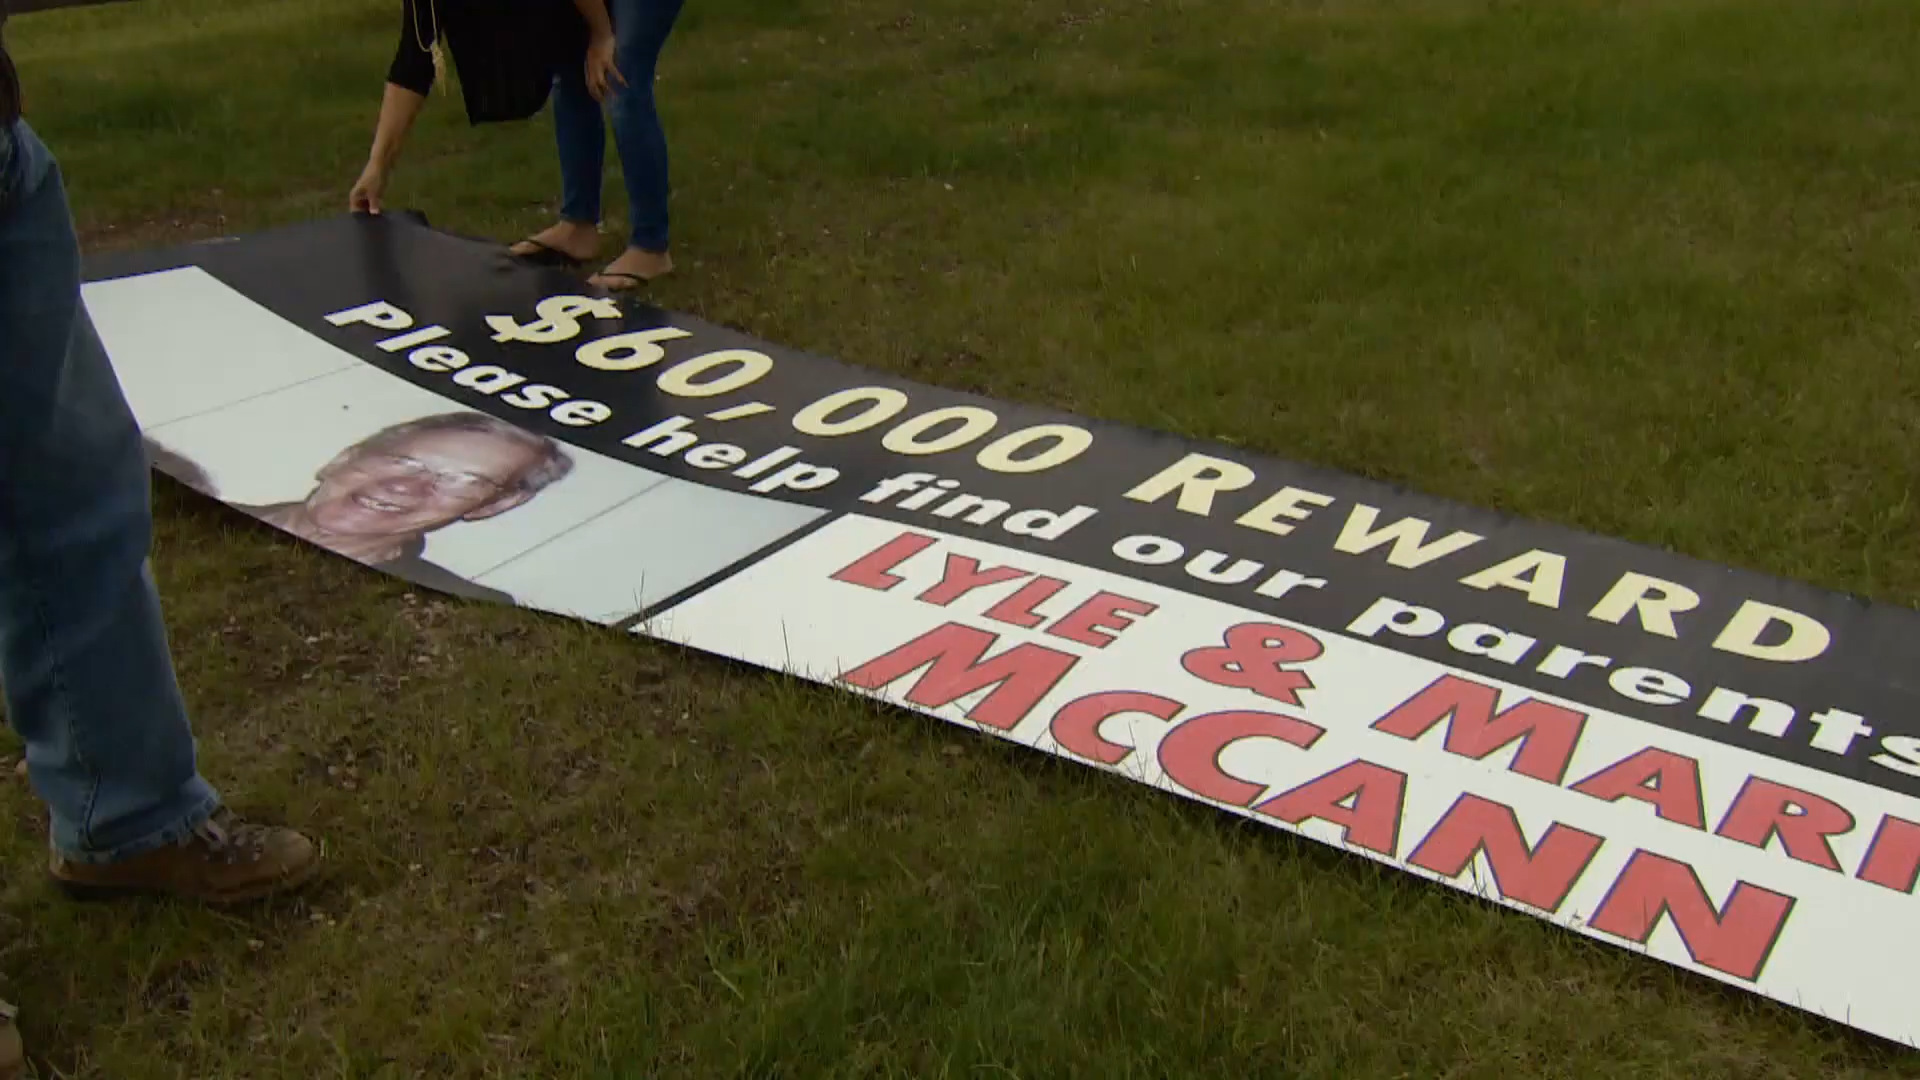 $60,000 REWARD
Please help find our parents
LYLE & MARI
MCCANN